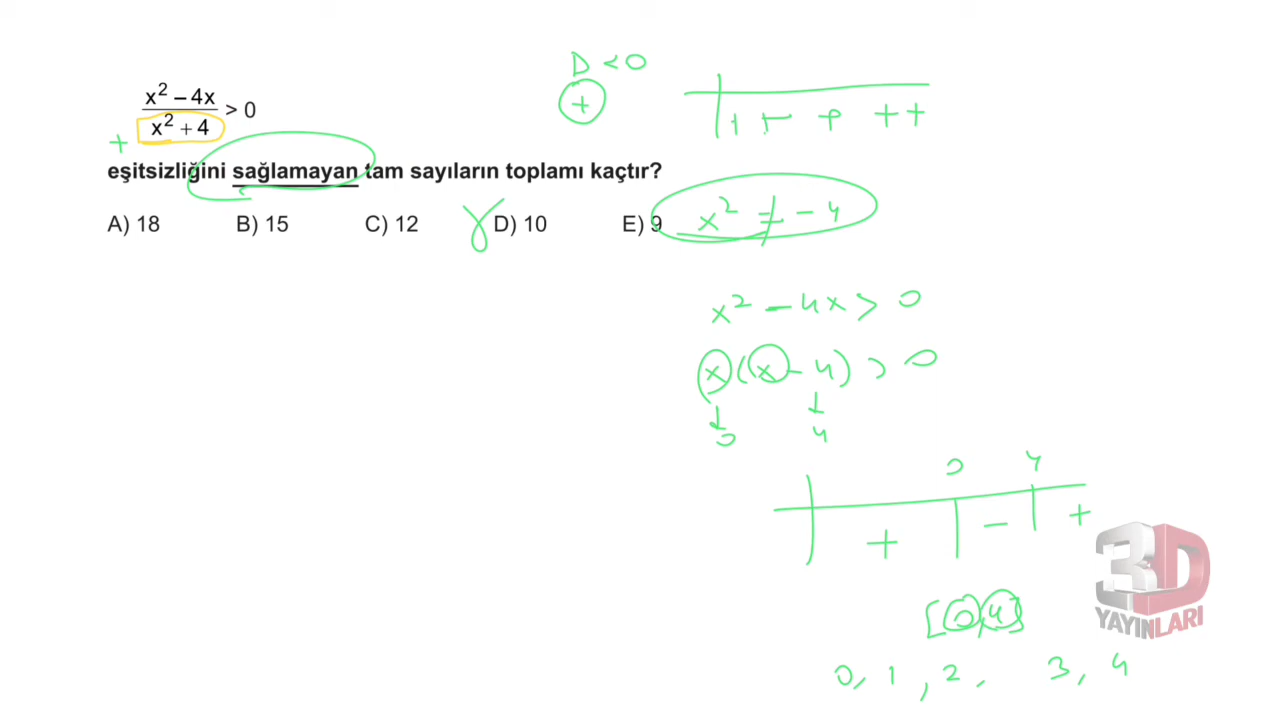 D < 0
+
+ + + + +
x² – 4x
x² + 4
> 0
+
eşitsizliğini sağlamayan tam sayıların toplamı kaçtır?
A) 18 B) 15 C) 12 D) 10 E) 9
x² ≠ -4
x² - 4x > 0
x(x - 4) > 0
0 4
0 4
+ - +
[0,4]
0, 1, 2, 3, 4
3D
YAYINLARI